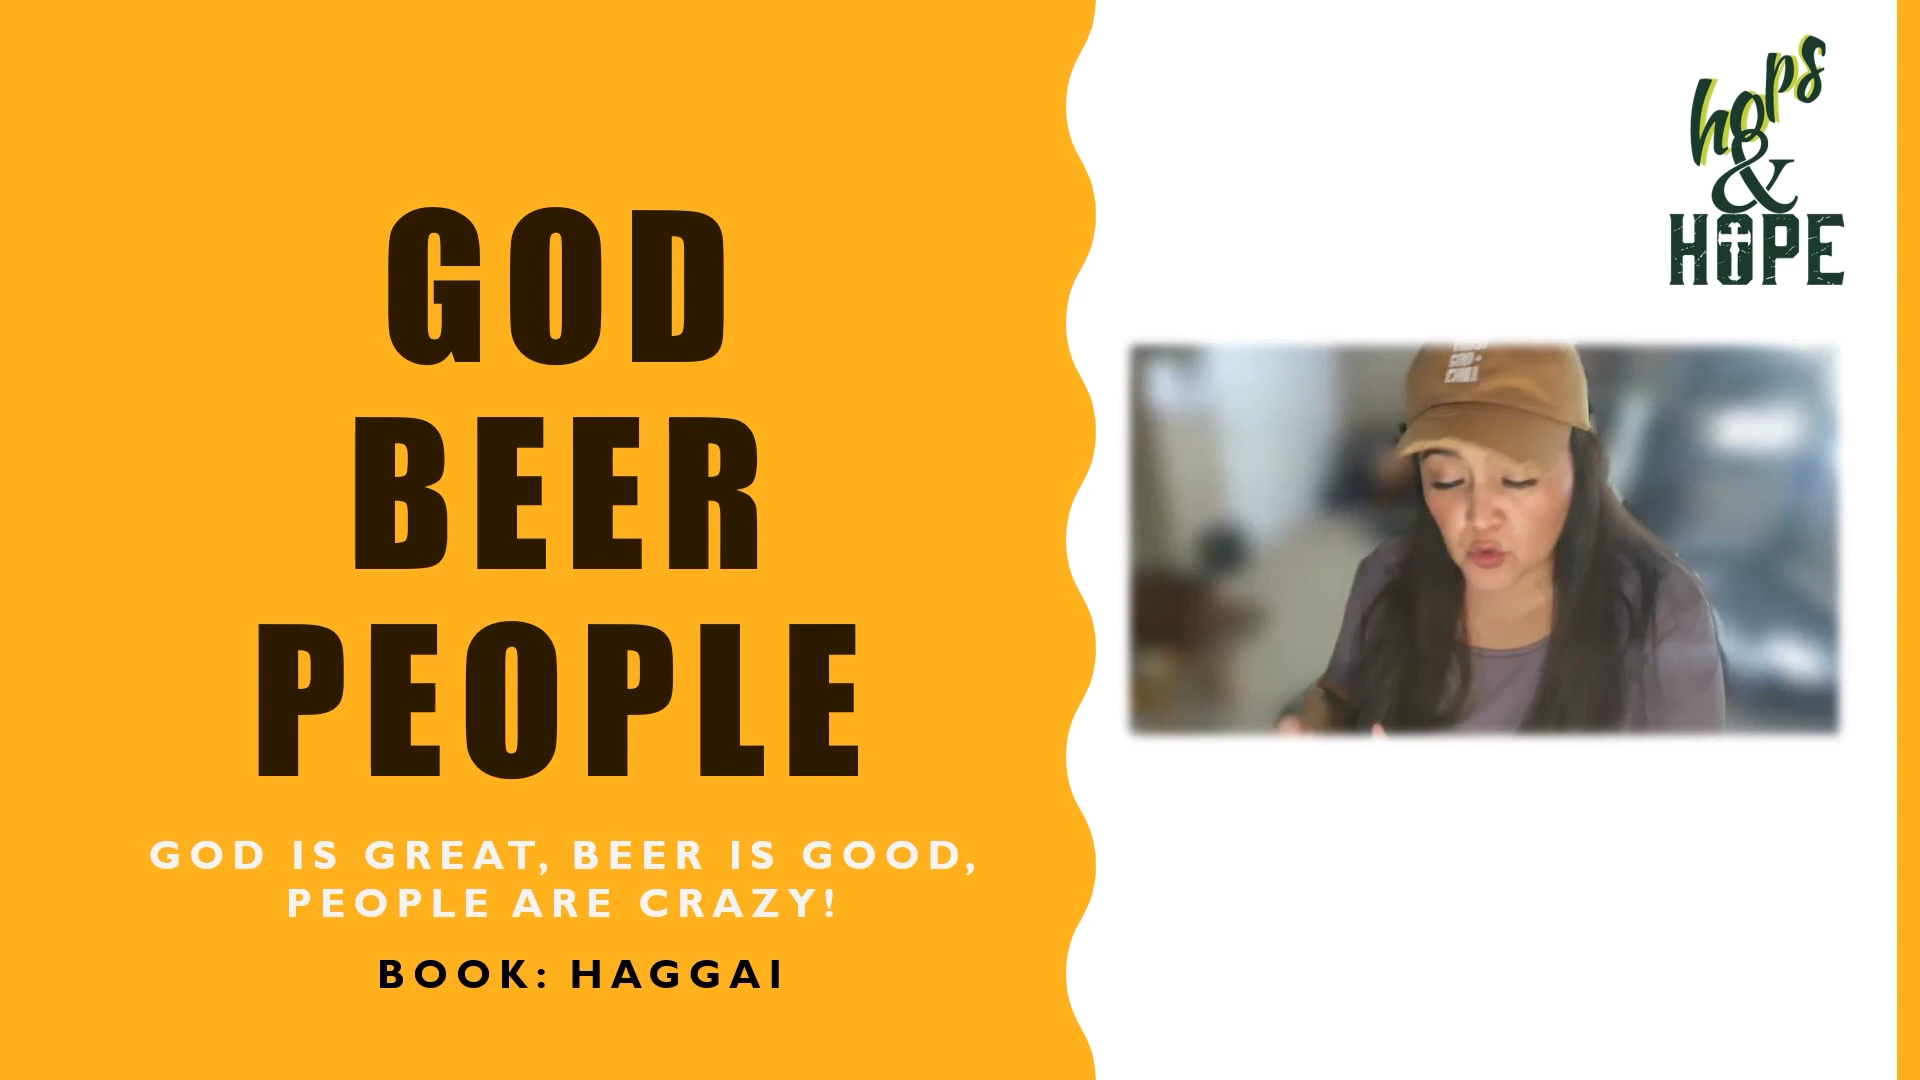 GOD
BEER
PEOPLE
GOD IS GREAT, BEER IS GOOD,
PEOPLE ARE CRAZY!
BOOK: HAGGAI
hops
&
HOPE